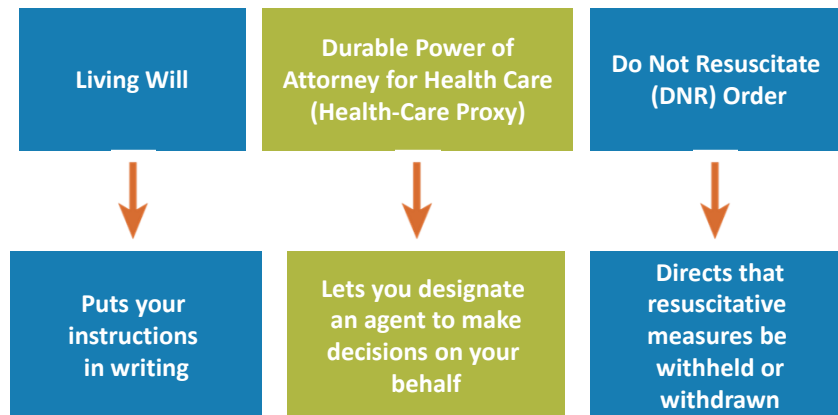 Living Will
Durable Power of
Attorney for Health Care
(Health-Care Proxy)
Do Not Resuscitate
(DNR) Order
Puts your
instructions
in writing
Lets you designate
an agent to make
decisions on your
behalf
Directs that
resuscitative
measures be
withheld or
withdrawn